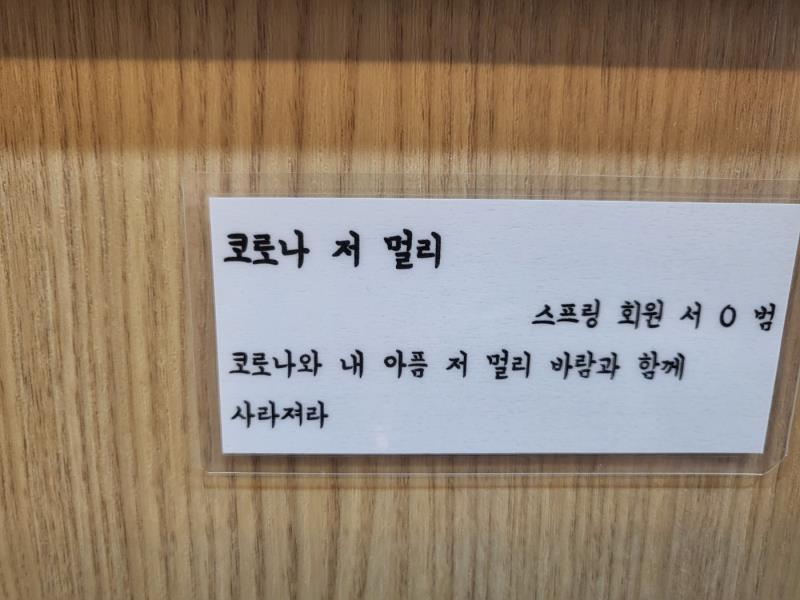 코로나 저 멀리
스프링 회원 서 O 범
코로나와 내 아픔 저 멀리 바람과 함께
사라져라